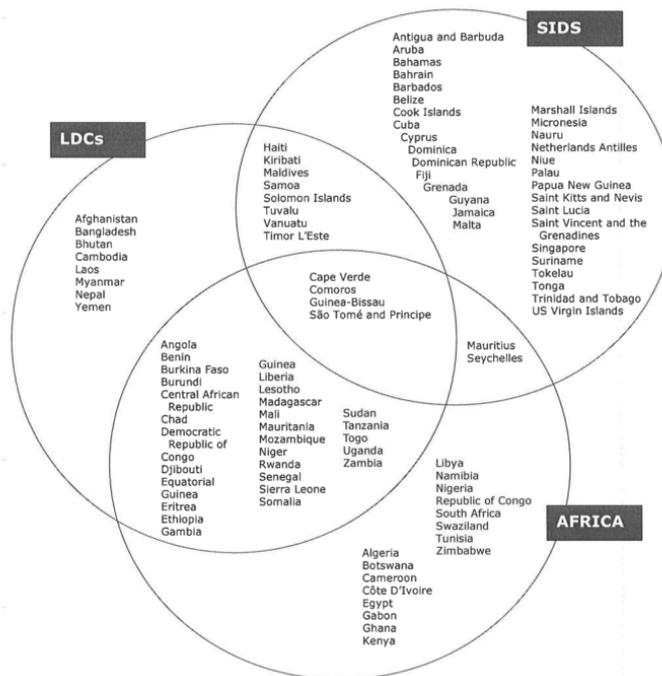 SIDS
Antigua and Barbuda
Aruba
Bahamas
Bahrain
Barbados
Belize
Cook Islands
Cuba
Cyprus
Dominica
Dominican Republic
Fiji
Grenada
Guyana
Jamaica
Malta
Marshall Islands
Micronesia
Nauru
Netherlands Antilles
Niue
Palau
Papua New Guinea
Saint Kitts and Nevis
Saint Lucia
Saint Vincent and the
Grenadines
Singapore
Suriname
Tokelau
Tonga
Trinidad and Tobago
US Virgin Islands
LDCs
Haiti
Kiribati
Maldives
Samoa
Solomon Islands
Tuvalu
Vanuatu
Timor L'Este
Afghanistan
Bangladesh
Bhutan
Cambodia
Laos
Myanmar
Nepal
Yemen
Cape Verde
Comoros
Guinea-Bissau
São Tomé and Principe
Mauritius
Seychelles
Angola
Benin
Burkina Faso
Burundi
Central African
Republic
Chad
Democratic
Republic of
Congo
Djibouti
Equatorial
Guinea
Eritrea
Ethiopia
Gambia
Guinea
Liberia
Lesotho
Madagascar
Mali
Mauritania
Mozambique
Niger
Rwanda
Senegal
Sierra Leone
Somalia
Sudan
Tanzania
Togo
Uganda
Zambia
Libya
Namibia
Nigeria
Republic of Congo
South Africa
Swaziland
Tunisia
Zimbabwe
AFRICA
Algeria
Botswana
Cameroon
Côte D'Ivoire
Egypt
Gabon
Ghana
Kenya